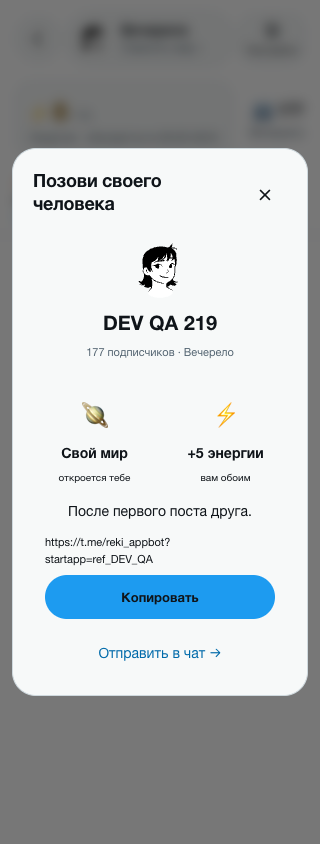 Позови своего
человека
DEV QA 219
177 подписчиков · Вечерело
Свой мир
откроется тебе
+5 энергии
вам обоим
После первого поста друга.
https://t.me/reki_appbot?
startapp=ref_DEV_QA
Копировать
Отправить в чат →